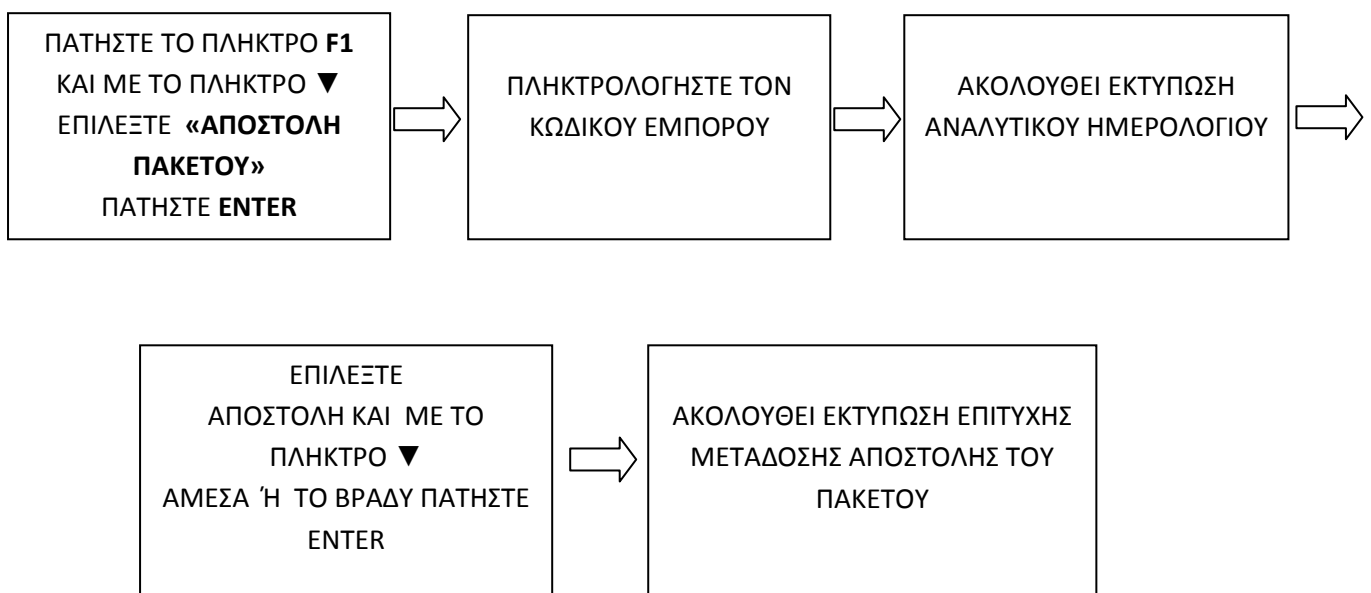 ΠΑΤΗΣΤΕ ΤΟ ΠΛΗΚΤΡΟ F1
ΚΑΙ ΜΕ ΤΟ ΠΛΗΚΤΡΟ ▼
ΕΠΙΛΕΞΤΕ «ΑΠΟΣΤΟΛΗ
ΠΑΚΕΤΟΥ»
ΠΑΤΗΣΤΕ ENTER
ΠΛΗΚΤΡΟΛΟΓΗΣΤΕ ΤΟΝ
ΚΩΔΙΚΟΥ ΕΜΠΟΡΟΥ
ΑΚΟΛΟΥΘΕΙ ΕΚΤΥΠΩΣΗ
ΑΝΑΛΥΤΙΚΟΥ ΗΜΕΡΟΛΟΓΙΟΥ
ΕΠΙΛΕΞΤΕ
ΑΠΟΣΤΟΛΗ ΚΑΙ ΜΕ ΤΟ
ΠΛΗΚΤΡΟ ▼
ΑΜΕΣΑ Ή ΤΟ ΒΡΑΔΥ ΠΑΤΗΣΤΕ
ENTER
ΑΚΟΛΟΥΘΕΙ ΕΚΤΥΠΩΣΗ ΕΠΙΤΥΧΗΣ
ΜΕΤΑΔΟΣΗΣ ΑΠΟΣΤΟΛΗΣ ΤΟΥ
ΠΑΚΕΤΟΥ